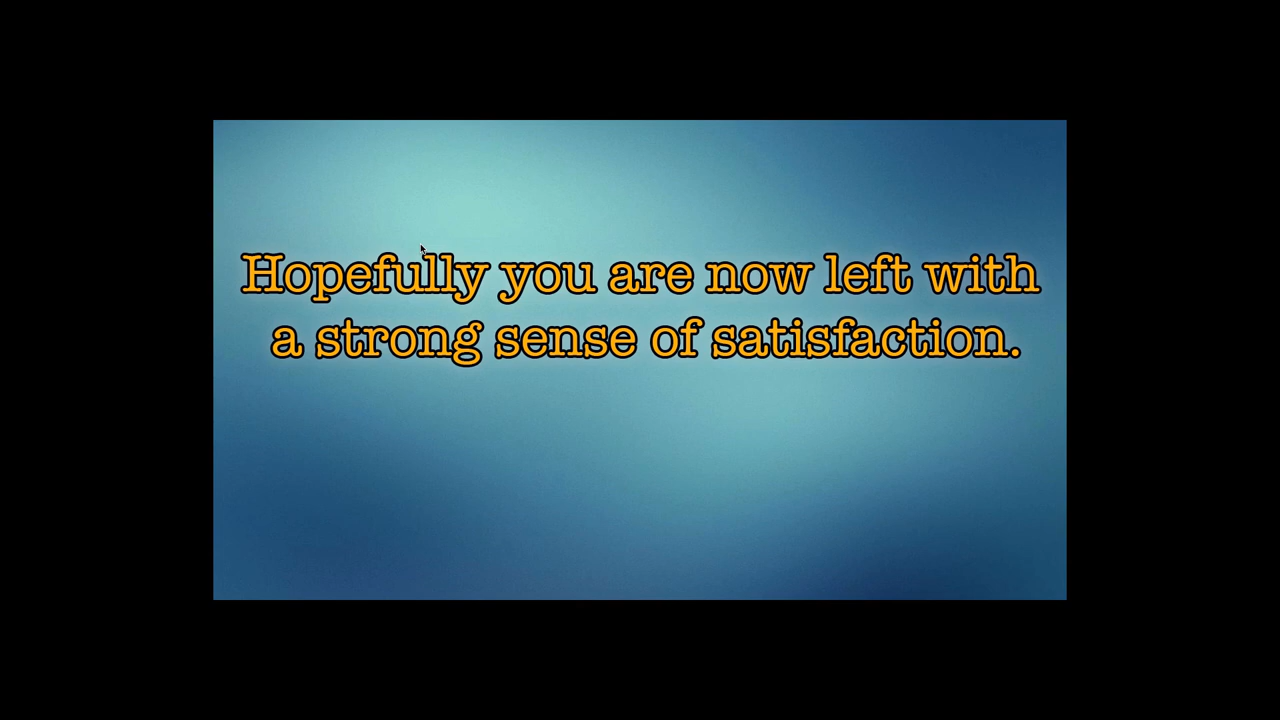 Hopefully you are now left with
a strong sense of satisfaction.